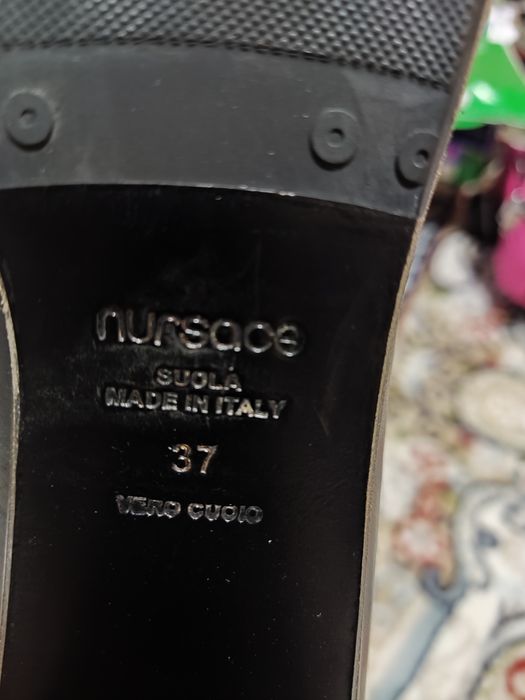 nursace
SUOLA
MADE IN ITALY
37
VERO CUOIO